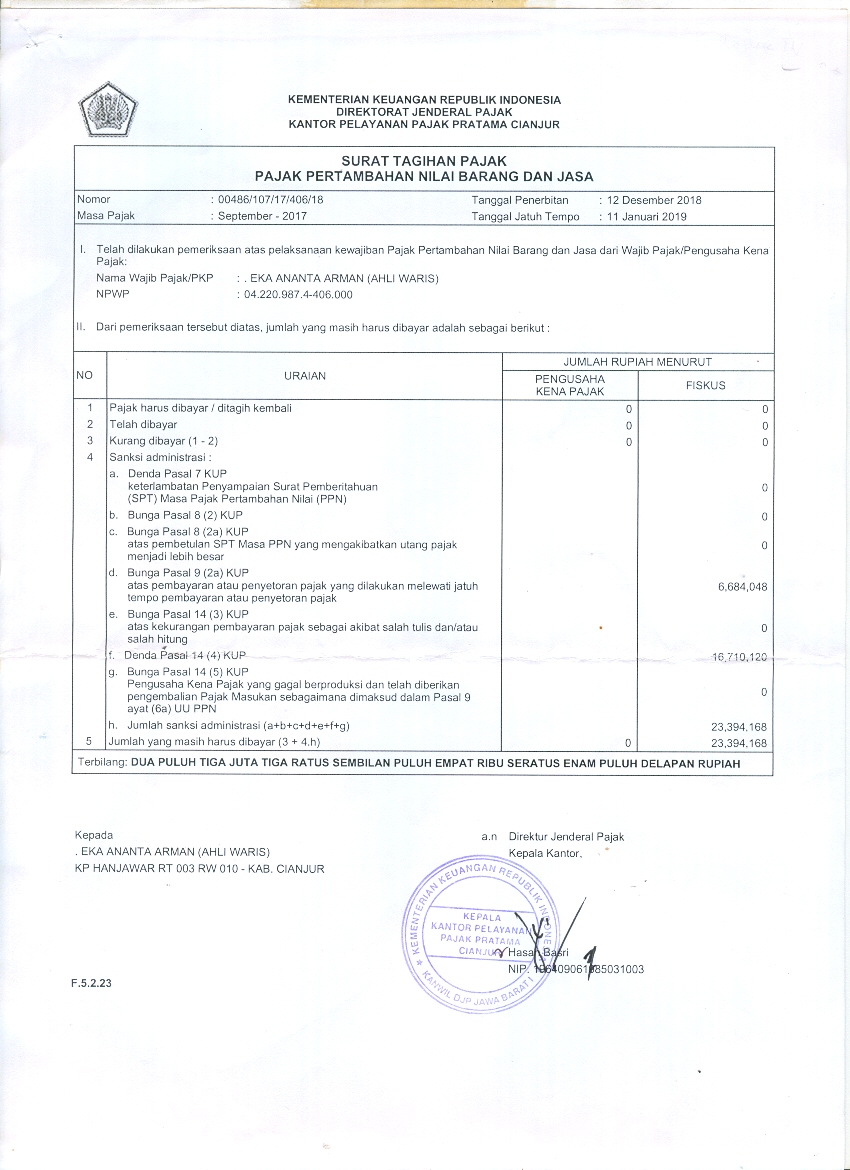 KEMENTERIAN KEUANGAN REPUBLIK INDONESIA
DIREKTORAT JENDERAL PAJAK
KANTOR PELAYANAN PAJAK PRATAMA CIANJUR
SURAT TAGIHAN PAJAK
PAJAK PERTAMBAHAN NILAI BARANG DAN JASA
Nomor : 00486/107/17/406/18 Tanggal Penerbitan : 12 Desember 2018
Masa Pajak : September - 2017 Tanggal Jatuh Tempo : 11 Januari 2019
I. Telah dilakukan pemeriksaan atas pelaksanaan kewajiban Pajak Pertambahan Nilai Barang dan Jasa dari Wajib Pajak/Pengusaha Kena
Pajak:
Nama Wajib Pajak/PKP : . EKA ANANTA ARMAN (AHLI WARIS)
NPWP : 04.220.987.4-406.000
II. Dari pemeriksaan tersebut diatas, jumlah yang masih harus dibayar adalah sebagai berikut :
NO URAIAN JUMLAH RUPIAH MENURUT
PENGUSAHA
KENA PAJAK FISKUS
1 Pajak harus dibayar / ditagih kembali 0 0
2 Telah dibayar 0 0
3 Kurang dibayar (1 - 2) 0 0
4 Sanksi administrasi :
a. Denda Pasal 7 KUP
keterlambatan Penyampaian Surat Pemberitahuan
(SPT) Masa Pajak Pertambahan Nilai (PPN) 0
b. Bunga Pasal 8 (2) KUP 0
c. Bunga Pasal 8 (2a) KUP
atas pembetulan SPT Masa PPN yang mengakibatkan utang pajak 0
menjadi lebih besar
d. Bunga Pasal 9 (2a) KUP
atas pembayaran atau penyetoran pajak yang dilakukan melewati jatuh 6,684,048
tempo pembayaran atau penyetoran pajak
e. Bunga Pasal 14 (3) KUP
atas kekurangan pembayaran pajak sebagai akibat salah tulis dan/atau 0
salah hitung
f. Denda Pasal 14 (4) KUP 16,710,120
g. Bunga Pasal 14 (5) KUP
Pengusaha Kena Pajak yang gagal berproduksi dan telah diberikan
pengembalian Pajak Masukan sebagaimana dimaksud dalam Pasal 9 0
ayat (6a) UU PPN
h. Jumlah sanksi administrasi (a+b+c+d+e+f+g) 23,394,168
5 Jumlah yang masih harus dibayar (3 + 4.h) 0 23,394,168
Terbilang: DUA PULUH TIGA JUTA TIGA RATUS SEMBILAN PULUH EMPAT RIBU SERATUS ENAM PULUH DELAPAN RUPIAH
Kepada
. EKA ANANTA ARMAN (AHLI WARIS)
KP HANJAWAR RT 003 RW 010 - KAB. CIANJUR
a.n Direktur Jenderal Pajak
Kepala Kantor,
KEMENTERIAN KEUANGAN REPUBLIK INDONESIA
KEPALA
KANTOR PELAYANAN
PAJAK PRATAMA
CIANJUR
KANWIL DJP JAWA BARAT I
Hasan Basri
NIP.
F.5.2.23